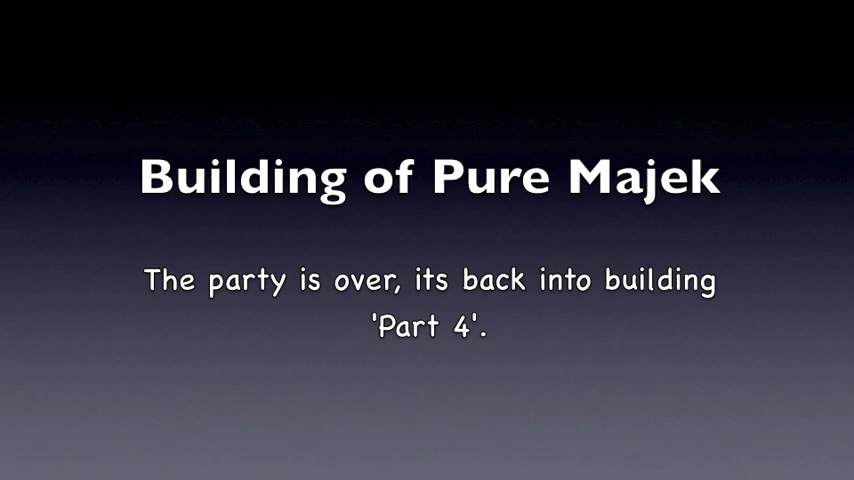 Building of Pure Majek
The party is over, its back into building
'Part 4'.